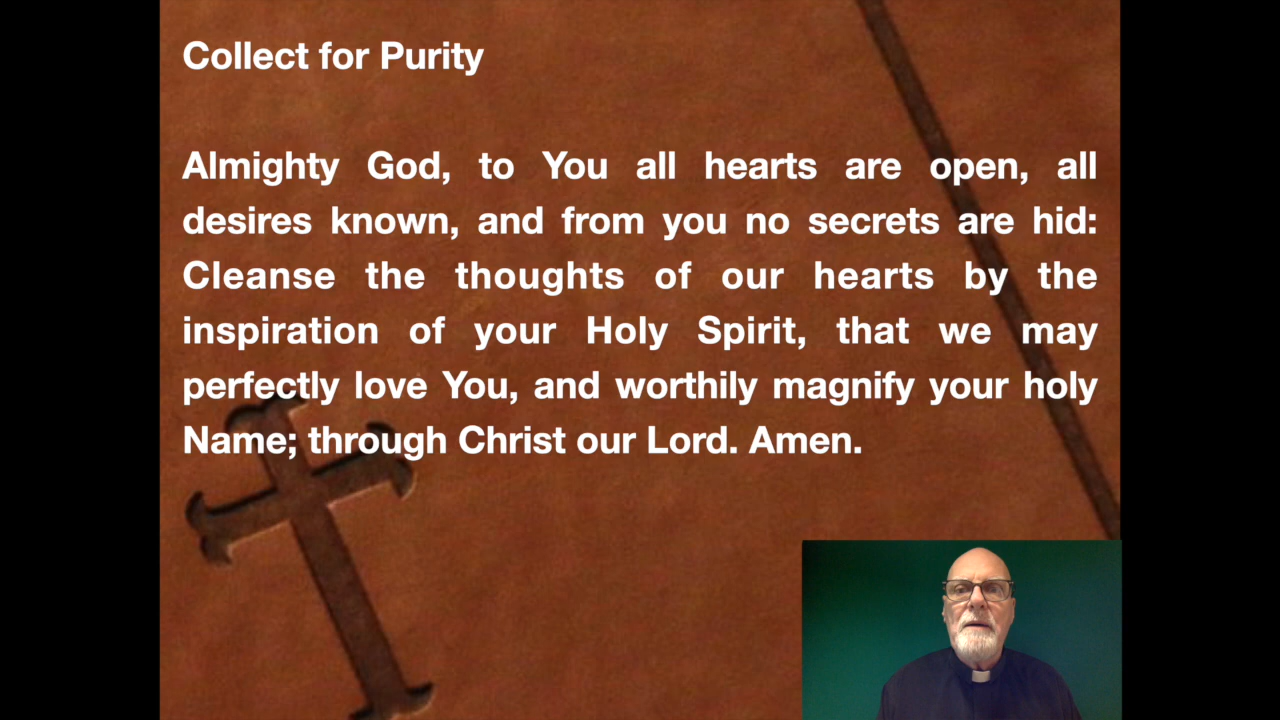 Collect for Purity
Almighty God, to You all hearts are open, all
desires known, and from you no secrets are hid:
Cleanse the thoughts of our hearts by the
inspiration of your Holy Spirit, that we may
perfectly love You, and worthily magnify your holy
Name; through Christ our Lord. Amen.